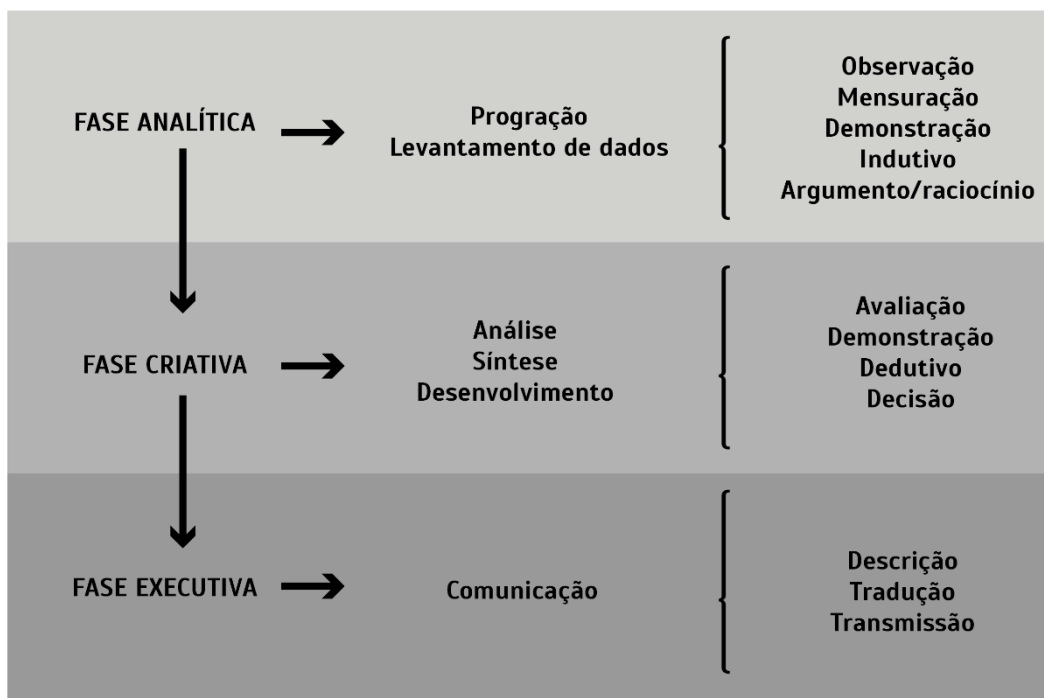 FASE ANALÍTICA
Progração
Levantamento de dados
Observação
Mensuração
Demonstração
Indutivo
Argumento/raciocínio
FASE CRIATIVA
Análise
Síntese
Desenvolvimento
Avaliação
Demonstração
Dedutivo
Decisão
FASE EXECUTIVA
Comunicação
Descrição
Tradução
Transmissão